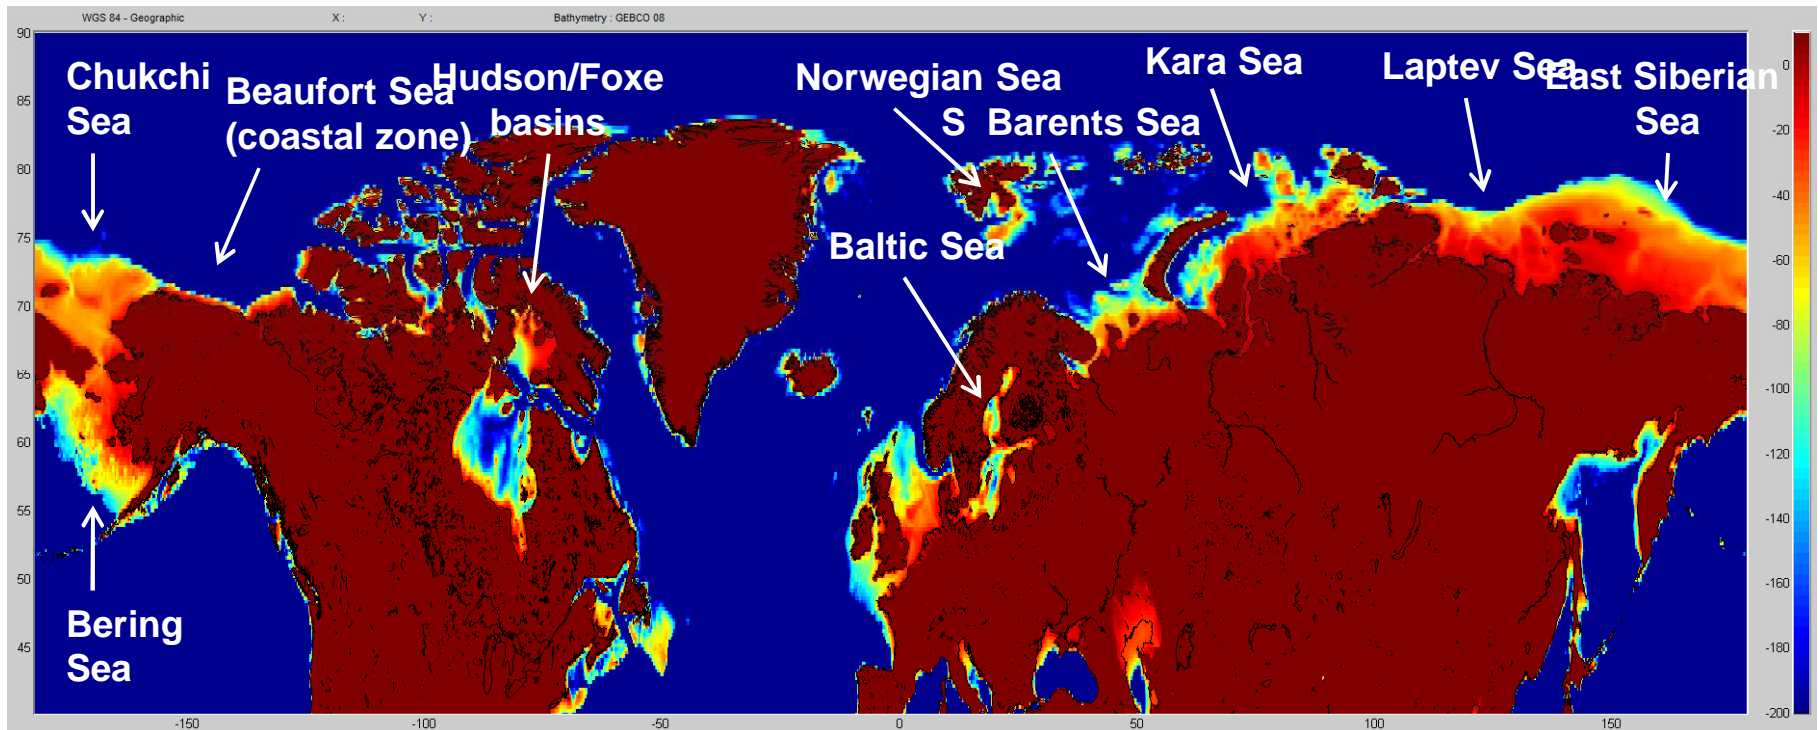 WGS 84 - Geographic X : Y : Bathymetry : GEBCO 08
Chukchi
Sea
Beaufort Sea
(coastal zone)
Hudson/Foxe
basins
Norwegian Sea
S Barents Sea
Kara Sea
Laptev Sea
East Siberian
Sea
Baltic Sea
Bering
Sea
90
85
80
75
70
65
60
55
50
45
-150 -100 -50 0 50 100 150
0
-20
-40
-60
-80
-100
-120
-140
-160
-180
-200